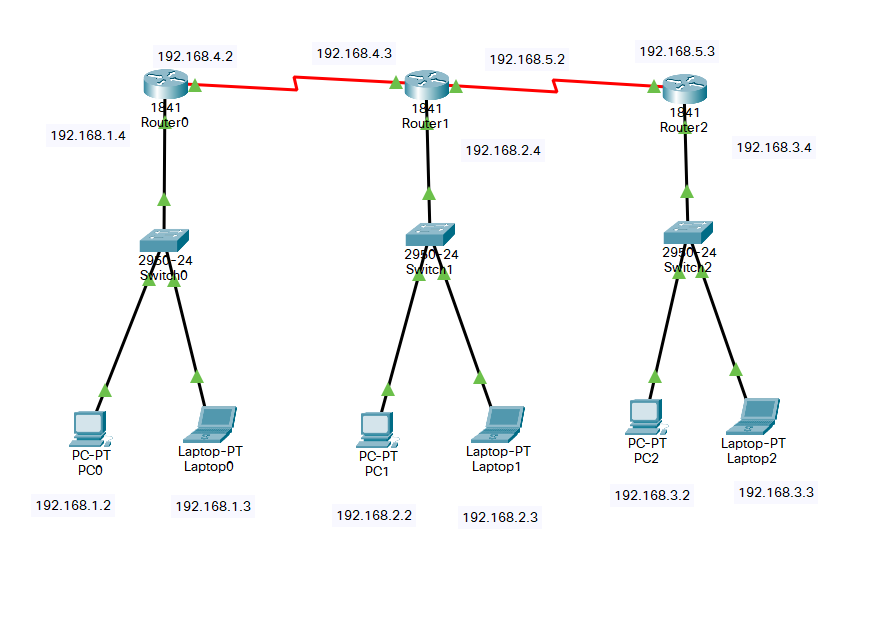 192.168.4.2
192.168.4.3
192.168.5.2
192.168.5.3
1841
Router0
1841
Router1
1841
Router2
192.168.1.4
192.168.2.4
192.168.3.4
2950-24
Switch0
2950-24
Switch1
2950-24
Switch2
PC-PT
PC0
Laptop-PT
Laptop0
PC-PT
PC1
Laptop-PT
Laptop1
PC-PT
PC2
Laptop-PT
Laptop2
192.168.1.2
192.168.1.3
192.168.2.2
192.168.2.3
192.168.3.2
192.168.3.3